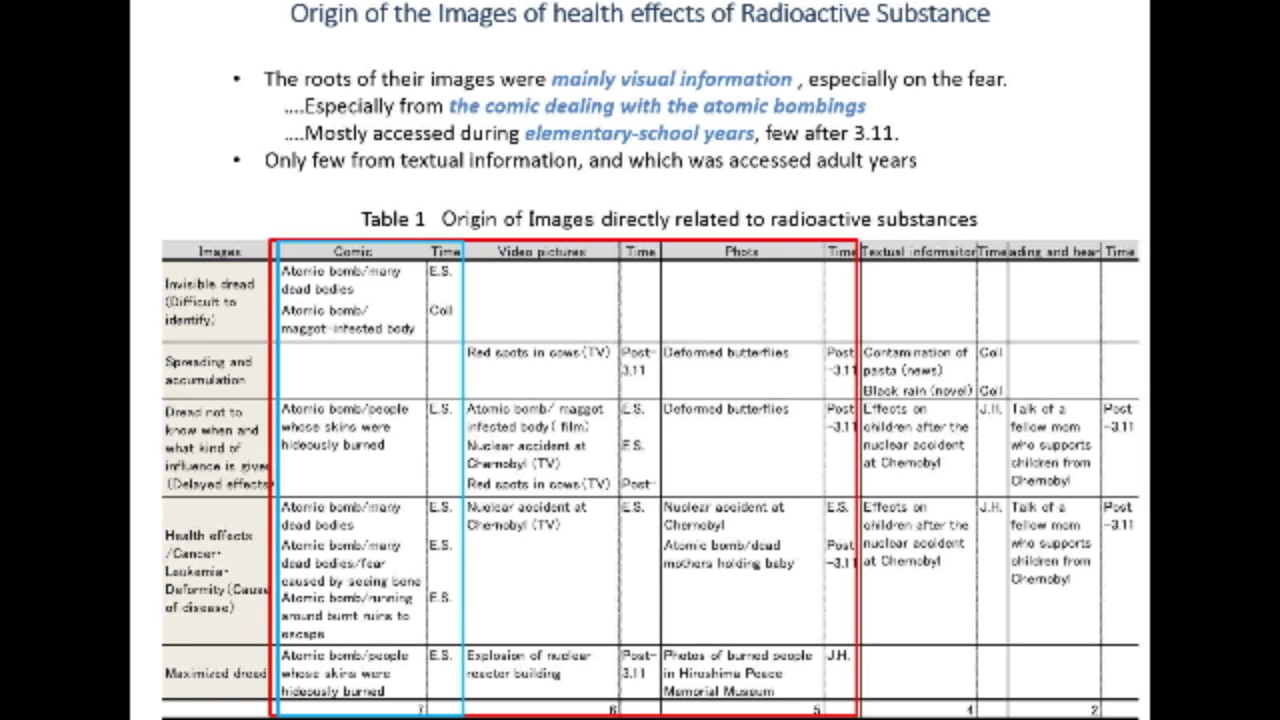 Origin of the Images of health effects of Radioactive Substance
• The roots of their images were mainly visual information , especially on the fear.
....Especially from the comic dealing with the atomic bombings
....Mostly accessed during elementary-school years, few after 3.11.
• Only few from textual information, and which was accessed adult years
Table 1 Origin of Images directly related to radioactive substances
Images Comic Time Video pictures Time Photo Time Textual informaitor Time ading and hear Time
Invisible dread
(Difficult to
identify)
Atomic bomb/many
dead bodies
E.S.
Atomic bomb/
maggot-infested body
Coll
Spreading and
accumulation
Red spots in cows(TV)
Post-
3.11
Deformed butterflies
Post
-3.11
Contamination of
pasta (news)
Coll
Black rain (novel)
Coll
Dread not to
know when and
what kind of
influence is give
(Delayed effects)
Atomic bomb/people
whose skins were
hideously burned
E.S.
Atomic bomb/ maggot
infested body( film)
E.S.
Nuclear accident at
Chernobyl (TV)
E.S.
Red spots in cows(TV)
Post-
Deformed butterflies
Post
-3.11
Effects on
children after the
nuclear accident
at Chernobyl
J.H.
Talk of a
fellow mom
who supports
children from
Chernobyl
Post
-3.11
Health effects
/Cancer·
Leukemia·
Deformity(Cause
of disease)
Atomic bomb/many
dead bodies
E.S.
Atomic bomb/many
dead bodies/fear
caused by seeing bone
E.S.
Atomic bomb/running
around burnt ruins to
escape
E.S.
Nuclear accident at
Chernobyl (TV)
E.S.
Nuclear accident at
Chernobyl
E.S.
Atomic bomb/dead
mothers holding baby
Post
-3.11
Effects on
children after the
nuclear accident
at Chernobyl
J.H.
Talk of a
fellow mom
who supports
children from
Chernobyl
Post
-3.11
Maximized dread
Atomic bomb/people
whose skins were
hideously burned
E.S.
Explosion of nuclear
reactor building
Post-
3.11
Photos of burned people
in Hiroshima Peace
Memorial Museum
J.H.
7 6 5 4 2